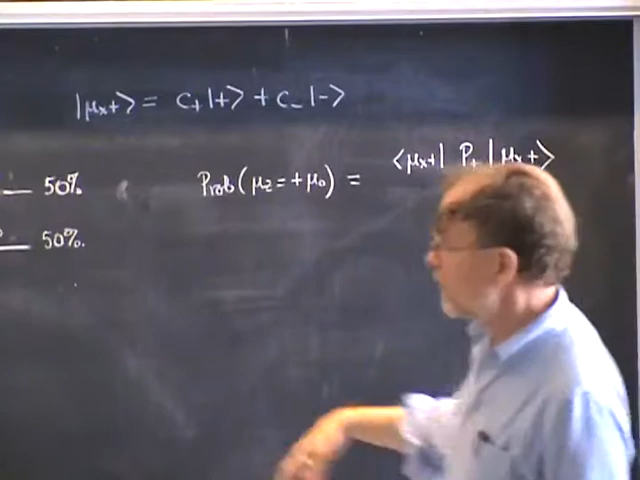 |μx+> = C+|+> + C-|->
<μx+| P+ | μx+>
50%
Prob(μz = +μ0) =
50%.